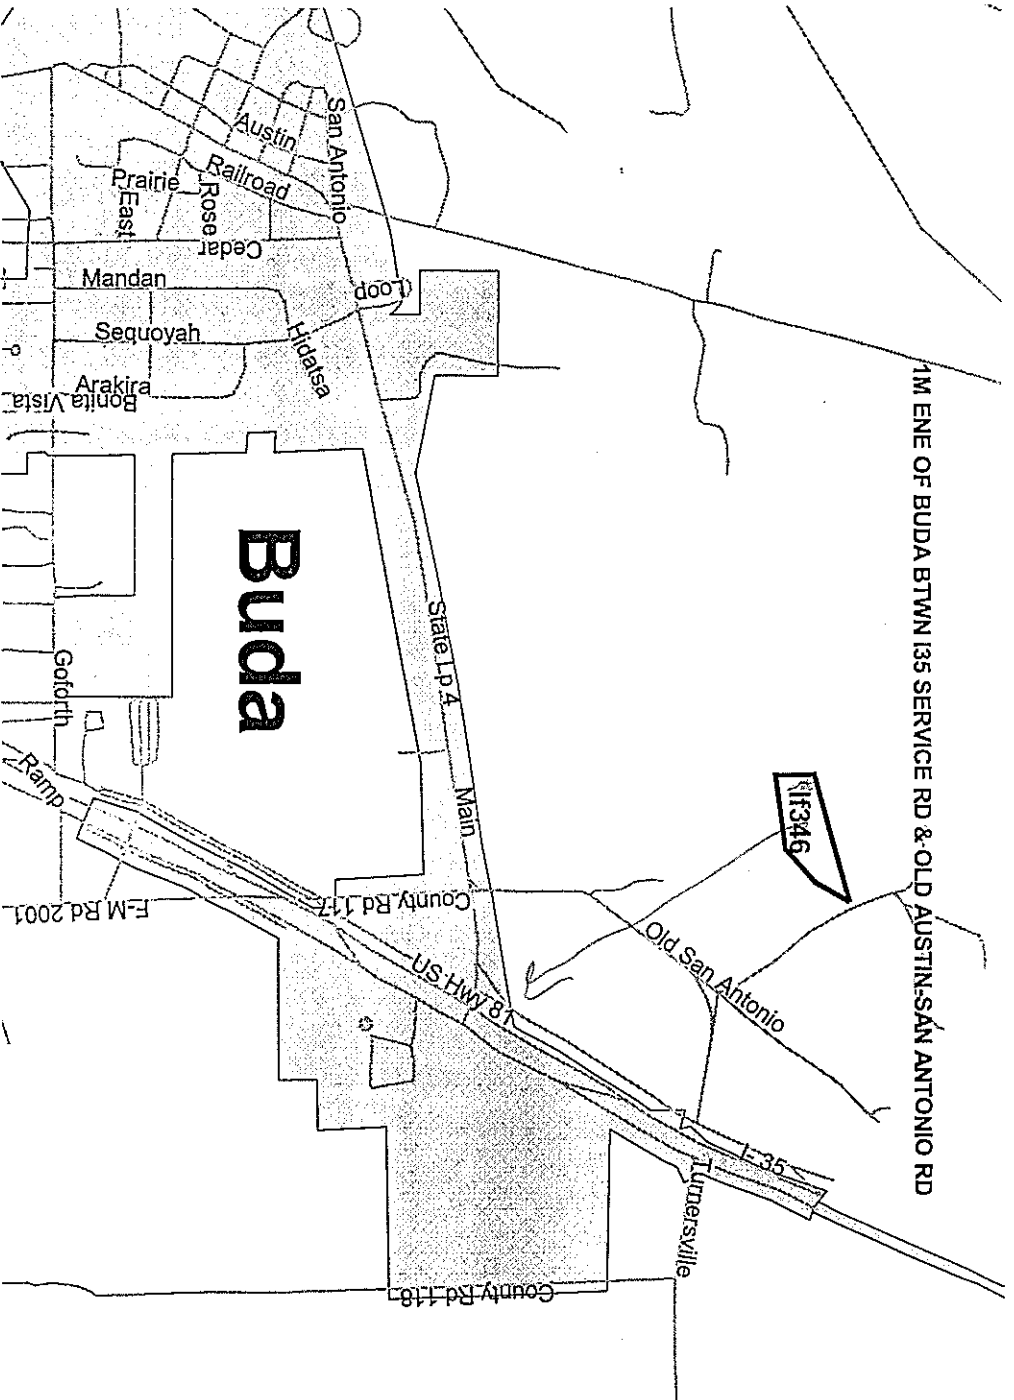 1M ENE OF BUDA BTWN I35 SERVICE RD & OLD AUSTIN-SAN ANTONIO RD
San Antonio
Austin
Railroad
Prairie
Rose
East
Cedar
Mandan
Loop
Sequoyah
Hidatsa
Arakira
Bonita Vista
Buda
State Lp 4
Goforth
Main
Ramp
lf346
F-M Rd 2001
County Rd 117
Old San Antonio
US Hwy 81
I-35
Turnersville
County Rd 118